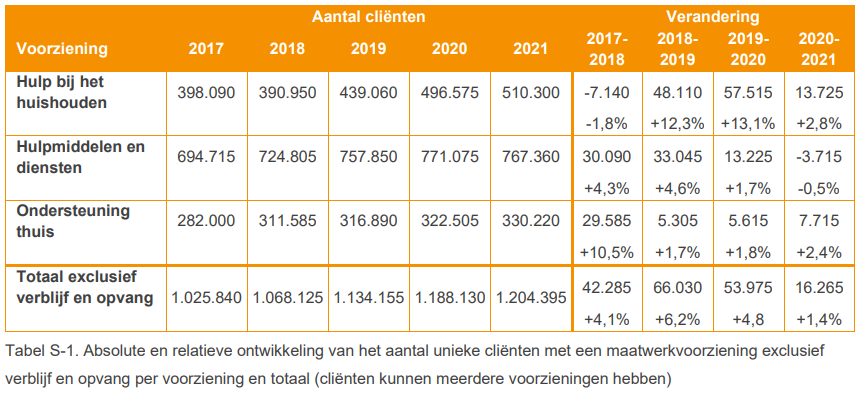 Aantal cliënten Verandering
Voorziening 2017 2018 2019 2020 2021 2017-2018 2018-2019 2019-2020 2020-2021
Hulp bij het huishouden 398.090 390.950 439.060 496.575 510.300 -7.140 48.110 57.515 13.725
-1,8% +12,3% +13,1% +2,8%
Hulpmiddelen en diensten 694.715 724.805 757.850 771.075 767.360 30.090 33.045 13.225 -3.715
+4,3% +4,6% +1,7% -0,5%
Ondersteuning thuis 282.000 311.585 316.890 322.505 330.220 29.585 5.305 5.615 7.715
+10,5% +1,7% +1,8% +2,4%
Totaal exclusief verblijf en opvang 1.025.840 1.068.125 1.134.155 1.188.130 1.204.395 42.285 66.030 53.975 16.265
+4,1% +6,2% +4,8 +1,4%
Tabel S-1. Absolute en relatieve ontwikkeling van het aantal unieke cliënten met een maatwerkvoorziening exclusief
verblijf en opvang per voorziening en totaal (cliënten kunnen meerdere voorzieningen hebben)